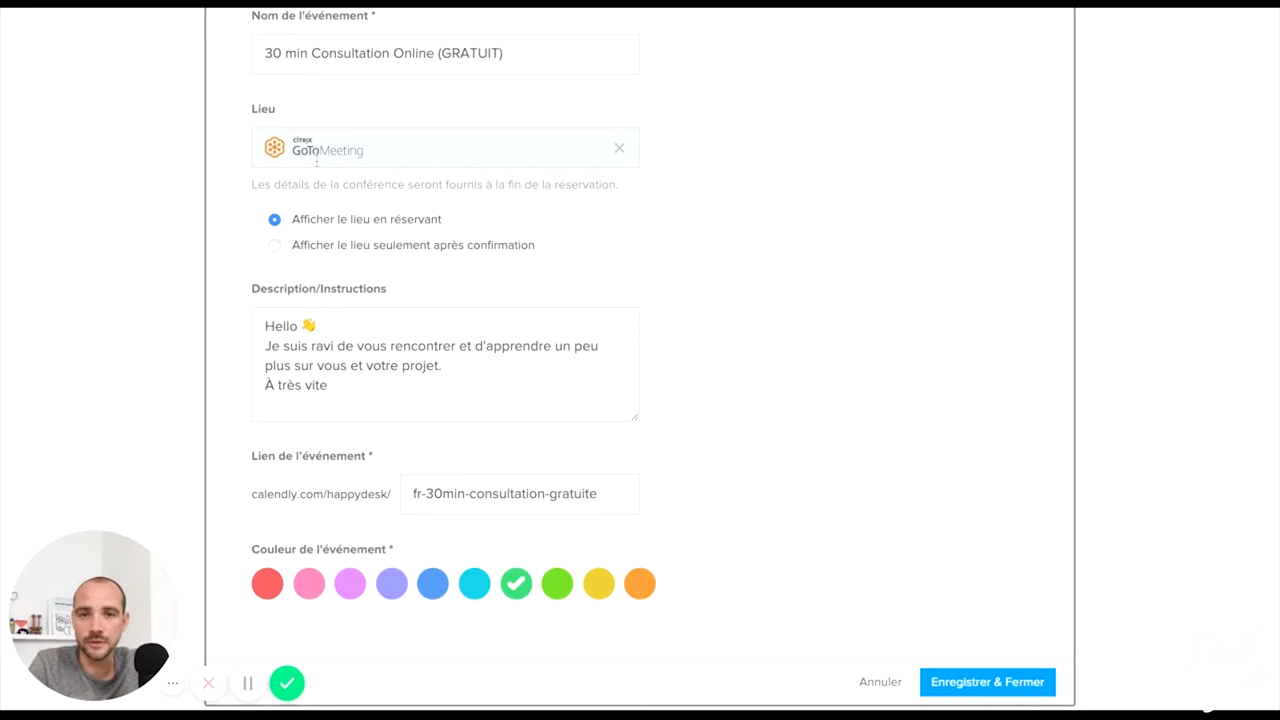 Nom de l'événement *
30 min Consultation Online (GRATUIT)
Lieu
CİTRIX
GoToMeeting
Les détails de la conférence seront fournis à la fin de la réservation.
Afficher le lieu en réservant
Afficher le lieu seulement après confirmation
Description/Instructions
Hello 👋
Je suis ravi de vous rencontrer et d'apprendre un peu
plus sur vous et votre projet.
À très vite
Lien de l'événement *
calendly.com/happydesk/ fr-30min-consultation-gratuite
Couleur de l'événement *
Annuler Enregistrer & Fermer